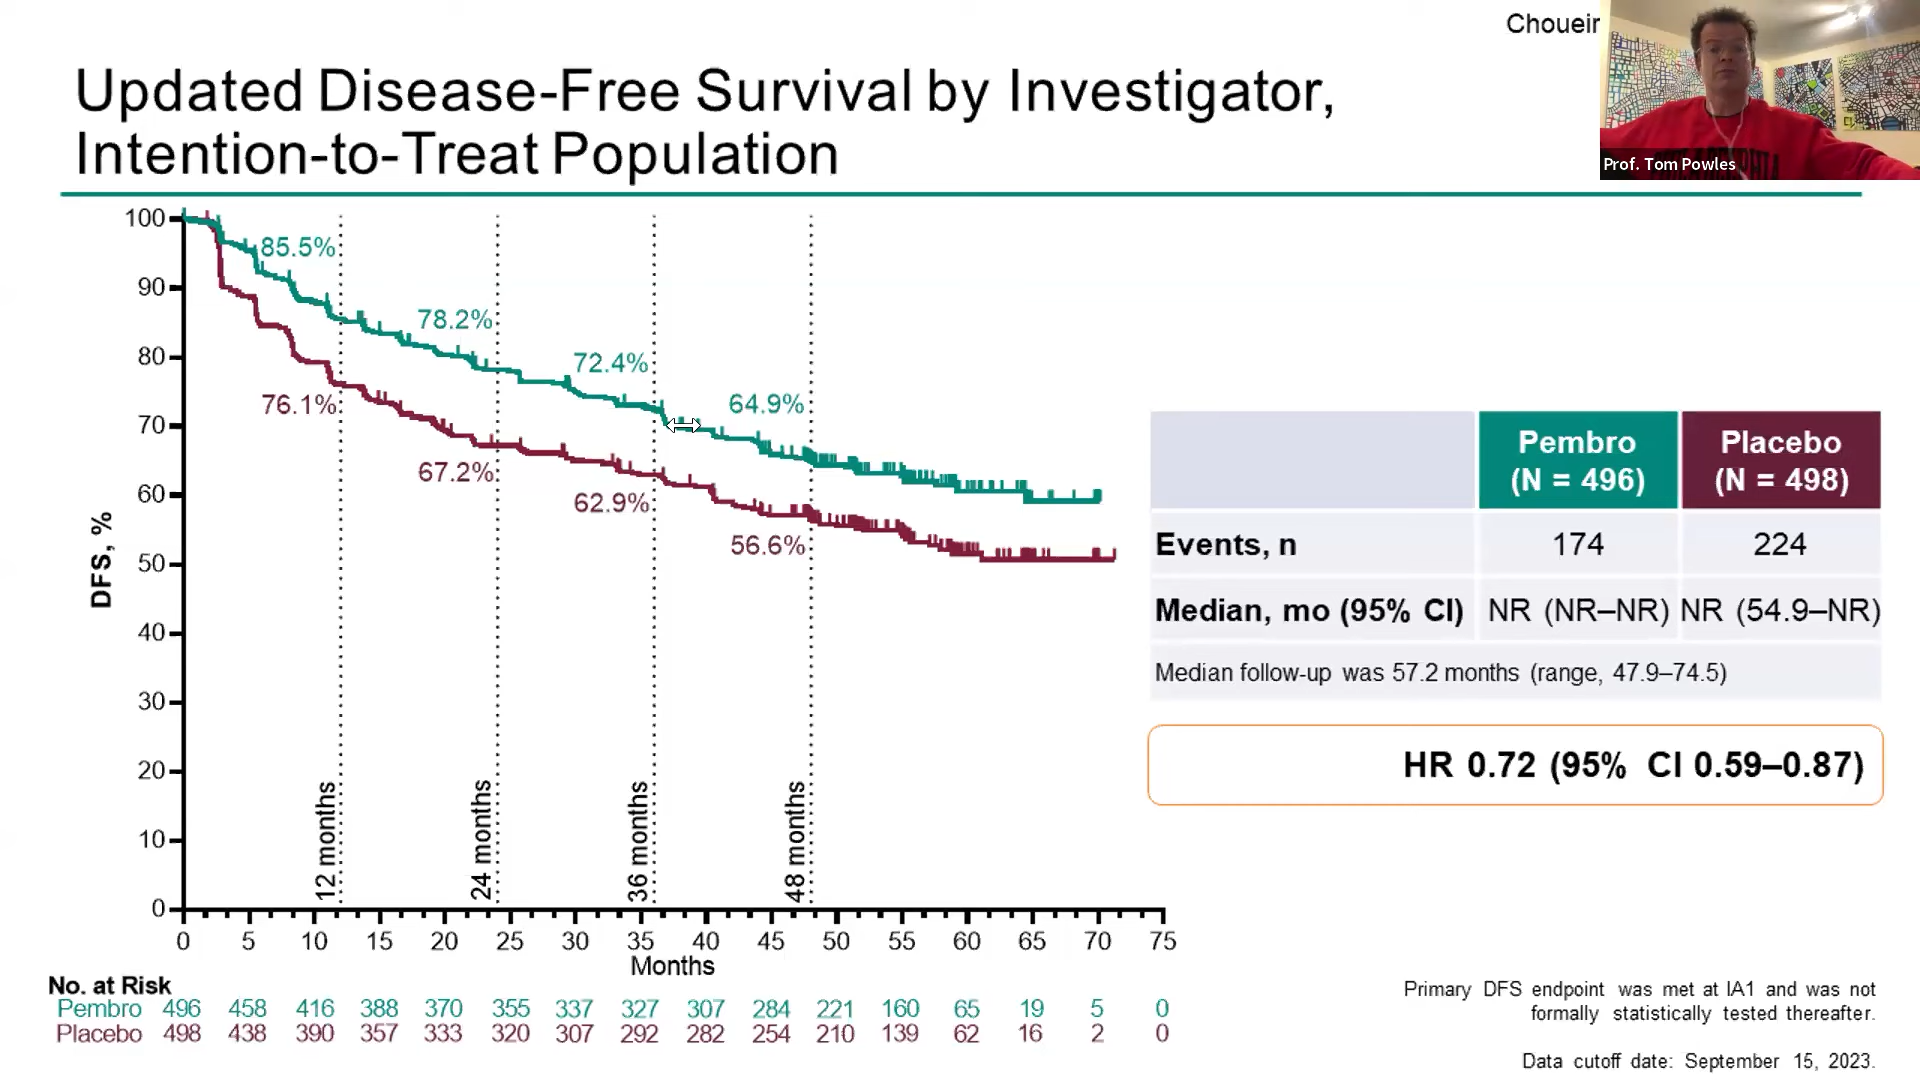 Choueir
Updated Disease-Free Survival by Investigator,
Intention-to-Treat Population
Prof. Tom Powles
100
90
80
70
60
50
40
30
20
10
0
DFS, %
85.5%
78.2%
72.4%
64.9%
76.1%
67.2%
62.9%
56.6%
12 months
24 months
36 months
48 months
0 5 10 15 20 25 30 35 40 45 50 55 60 65 70 75
Months
No. at Risk
Pembro 496 458 416 388 370 355 337 327 307 284 221 160 65 19 5 0
Placebo 498 438 390 357 333 320 307 292 282 254 210 139 62 16 2 0
Pembro Placebo
(N = 496) (N = 498)
Events, n 174 224
Median, mo (95% CI) NR (NR–NR) NR (54.9–NR)
Median follow-up was 57.2 months (range, 47.9–74.5)
HR 0.72 (95% CI 0.59–0.87)
Primary DFS endpoint was met at IA1 and was not
formally statistically tested thereafter.
Data cutoff date: September 15, 2023.